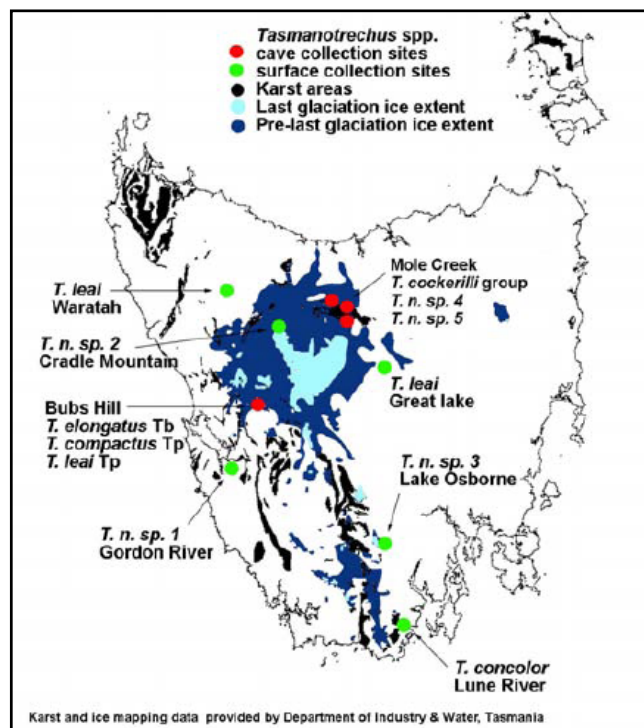 Tasmanotrechus spp.
cave collection sites
surface collection sites
Karst areas
Last glaciation ice extent
Pre-last glaciation ice extent
Mole Creek
T. cockerilli group
T. n. sp. 4
T. n. sp. 5
T. leai
Waratah
T. n. sp. 2
Cradle Mountain
T. leai
Great lake
Bubs Hill
T. elongatus Tb
T. compactus Tp
T. leai Tp
T. n. sp. 3
Lake Osborne
T. n. sp. 1
Gordon River
T. concolor
Lune River
Karst and ice mapping data provided by Department of Industry & Water, Tasmania